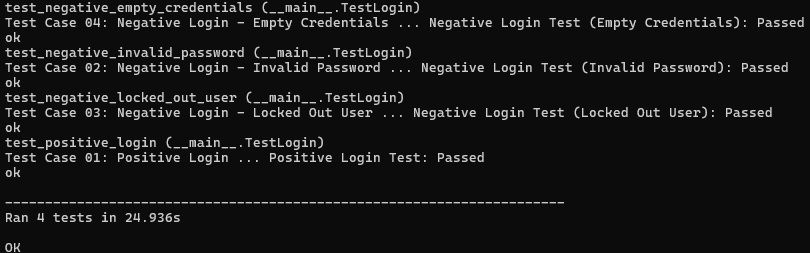 test_negative_empty_credentials (__main__.TestLogin)
Test Case 04: Negative Login - Empty Credentials ... Negative Login Test (Empty Credentials): Passed
ok
test_negative_invalid_password (__main__.TestLogin)
Test Case 02: Negative Login - Invalid Password ... Negative Login Test (Invalid Password): Passed
ok
test_negative_locked_out_user (__main__.TestLogin)
Test Case 03: Negative Login - Locked Out User ... Negative Login Test (Locked Out User): Passed
ok
test_positive_login (__main__.TestLogin)
Test Case 01: Positive Login ... Positive Login Test: Passed
ok
----------------------------------------------------------------------
Ran 4 tests in 24.936s
OK